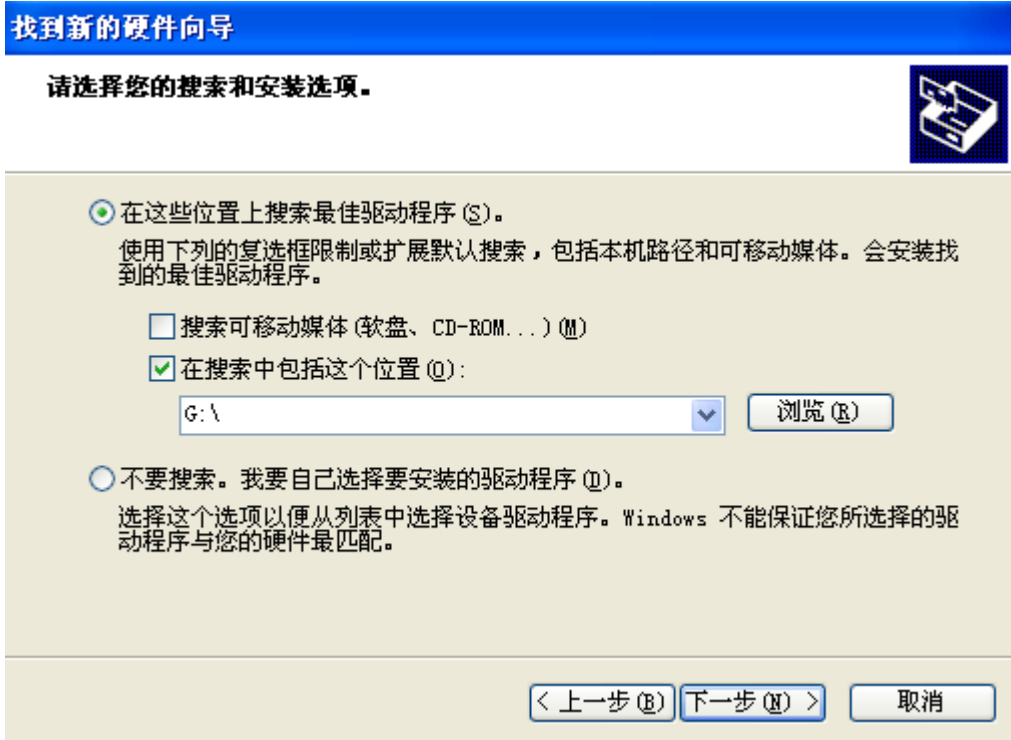 找到新的硬件向导
请选择您的搜索和安装选项。
在这些位置上搜索最佳驱动程序(S)。
使用下列的复选框限制或扩展默认搜索，包括本机路径和可移动媒体。会安装找
到的最佳驱动程序。
搜索可移动媒体(软盘、CD-ROM...)(M)
在搜索中包括这个位置(O):
G:\
浏览(R)
不要搜索。我要自己选择要安装的驱动程序(D)。
选择这个选项以便从列表中选择设备驱动程序。Windows 不能保证您所选择的驱
动程序与您的硬件最匹配。
< 上一步(B) 下一步(N) > 取消